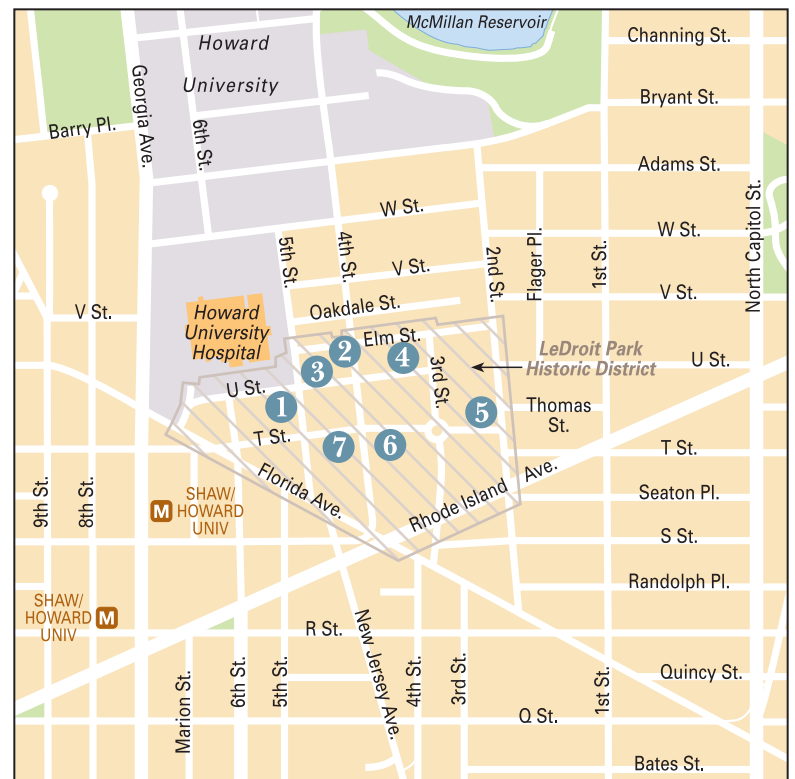 McMillan Reservoir
Howard
University
Channing St.
Georgia Ave.
Bryant St.
Barry Pl.
6th St.
Adams St.
North Capitol St.
W St.
W St.
5th St.
4th St.
2nd St.
Flager Pl.
1st St.
V St.
V St.
Oakdale St.
V St.
Howard
University
Hospital
Elm St.
2
4
3
3rd St.
LeDroit Park
Historic District
U St.
U St.
1
5
Thomas
St.
T St.
7
6
T St.
Florida Ave.
Rhode Island Ave.
9th St.
8th St.
M
SHAW/
HOWARD
UNIV
Seaton Pl.
S St.
Randolph Pl.
SHAW/
HOWARD
UNIV
M
R St.
New Jersey Ave.
Marion St.
6th St.
5th St.
4th St.
3rd St.
1st St.
Quincy St.
Q St.
Bates St.